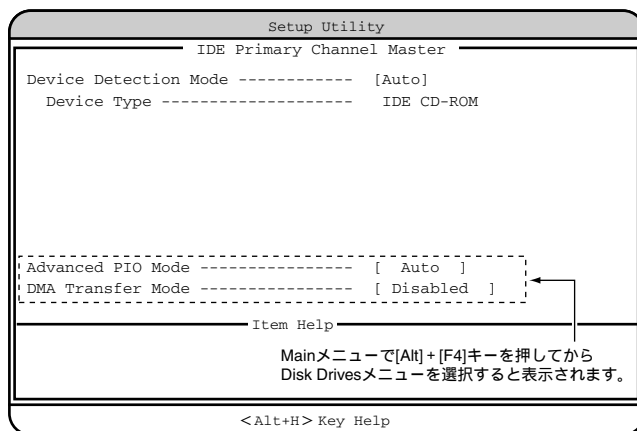 Setup Utility
IDE Primary Channel Master
Device Detection Mode ------------ [Auto]
Device Type -------------------- IDE CD-ROM
Advanced PIO Mode ---------------- [ Auto ]
DMA Transfer Mode ---------------- [ Disabled ]
Item Help
Mainメニューで[Alt]+[F4]キーを押してから
Disk Drivesメニューを選択すると表示されます。
<Alt+H> Key Help